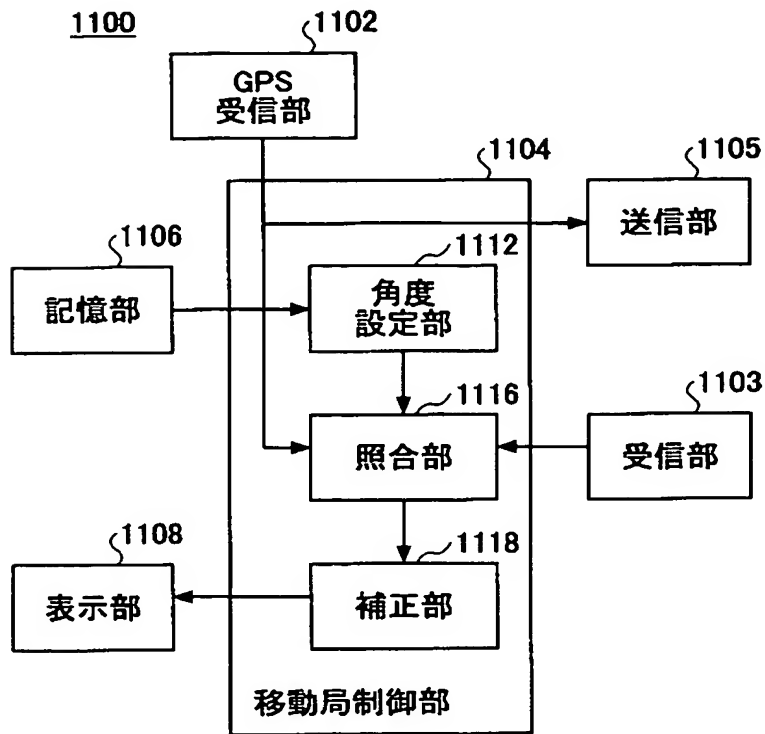 1100
1102
GPS
受信部
1104
1105
送信部
1106
記憶部
1112
角度
設定部
1116
照合部
1103
受信部
1108
表示部
1118
補正部
移動局制御部